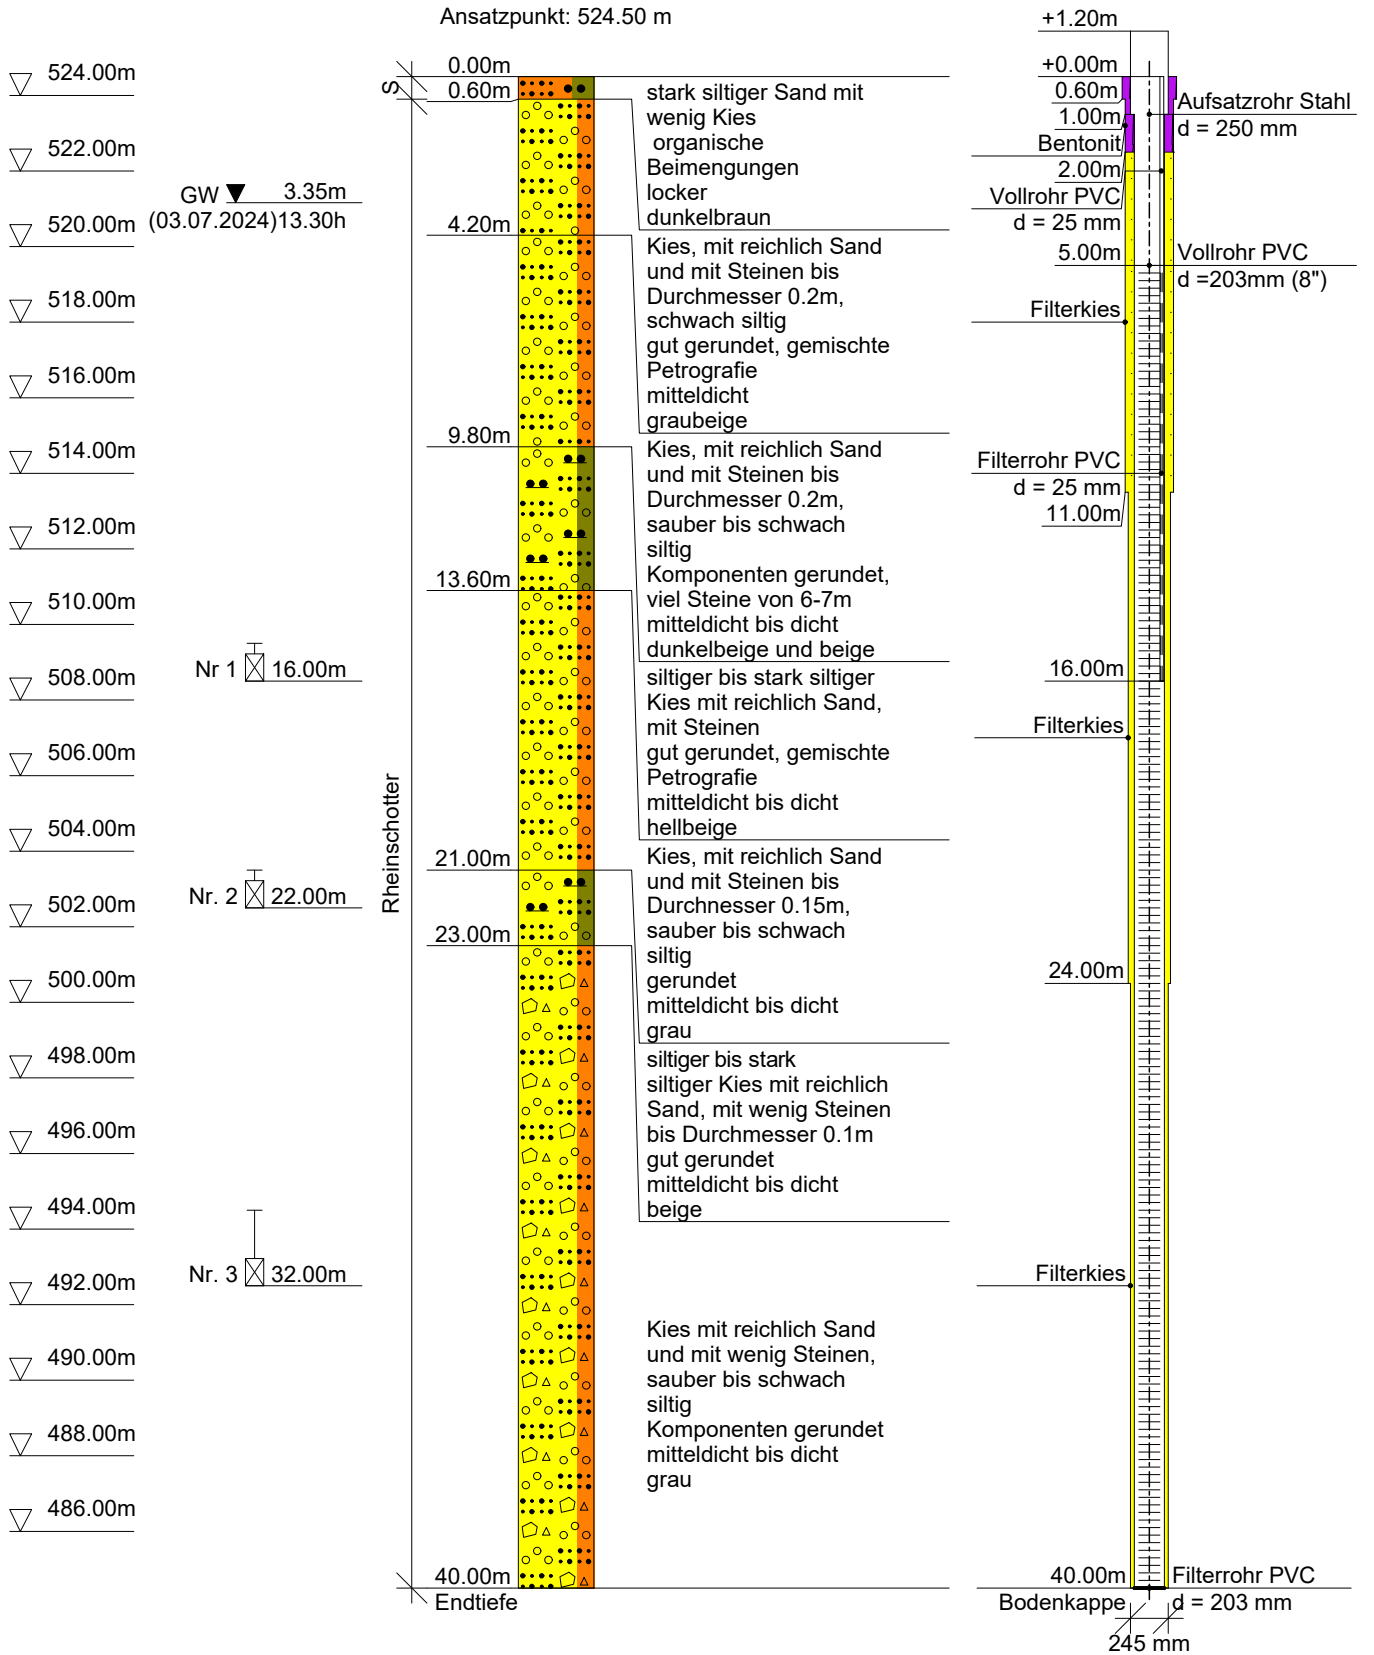 Ansatzpunkt: 524.50 m
524.00m
522.00m
520.00m
518.00m
516.00m
514.00m
512.00m
510.00m
508.00m
506.00m
504.00m
502.00m
500.00m
498.00m
496.00m
494.00m
492.00m
490.00m
488.00m
486.00m
GW 3.35m
(03.07.2024)13.30h
Nr 1 16.00m
Nr. 2 22.00m
Nr. 3 32.00m
S
Rheinschotter
0.00m
0.60m
4.20m
9.80m
13.60m
21.00m
23.00m
40.00m
Endtiefe
stark siltiger Sand mit
wenig Kies
organische
Beimengungen
locker
dunkelbraun
Kies, mit reichlich Sand
und mit Steinen bis
Durchmesser 0.2m,
schwach siltig
gut gerundet, gemischte
Petrografie
mitteldicht
graubeige
Kies, mit reichlich Sand
und mit Steinen bis
Durchmesser 0.2m,
sauber bis schwach
siltig
Komponenten gerundet,
viel Steine von 6-7m
mitteldicht bis dicht
dunkelbeige und beige
siltiger bis stark siltiger
Kies mit reichlich Sand,
mit Steinen
gut gerundet, gemischte
Petrografie
mitteldicht bis dicht
hellbeige
Kies, mit reichlich Sand
und mit Steinen bis
Durchnesser 0.15m,
sauber bis schwach
siltig
gerundet
mitteldicht bis dicht
grau
siltiger bis stark
siltiger Kies mit reichlich
Sand, mit wenig Steinen
bis Durchmesser 0.1m
gut gerundet
mitteldicht bis dicht
beige
Kies mit reichlich Sand
und mit wenig Steinen,
sauber bis schwach
siltig
Komponenten gerundet
mitteldicht bis dicht
grau
+1.20m
+0.00m
0.60m
1.00m
Bentonit
2.00m
Vollrohr PVC
d = 25 mm
5.00m
Filterkies
Filterrohr PVC
d = 25 mm
11.00m
16.00m
Filterkies
24.00m
Filterkies
40.00m
Bodenkappe
245 mm
Aufsatzrohr Stahl
d = 250 mm
Vollrohr PVC
d =203mm (8")
Filterrohr PVC
d = 203 mm